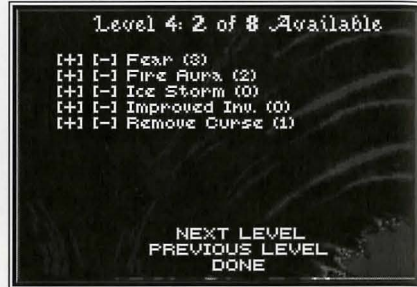 Level 4: 2 of 8 Available
[+] [-] Fear (3)
[+] [-] Fire Aura (2)
[+] [-] Ice Storm (0)
[+] [-] Improved Inv. (0)
[+] [-] Remove Curse (1)
NEXT LEVEL
PREVIOUS LEVEL
DONE